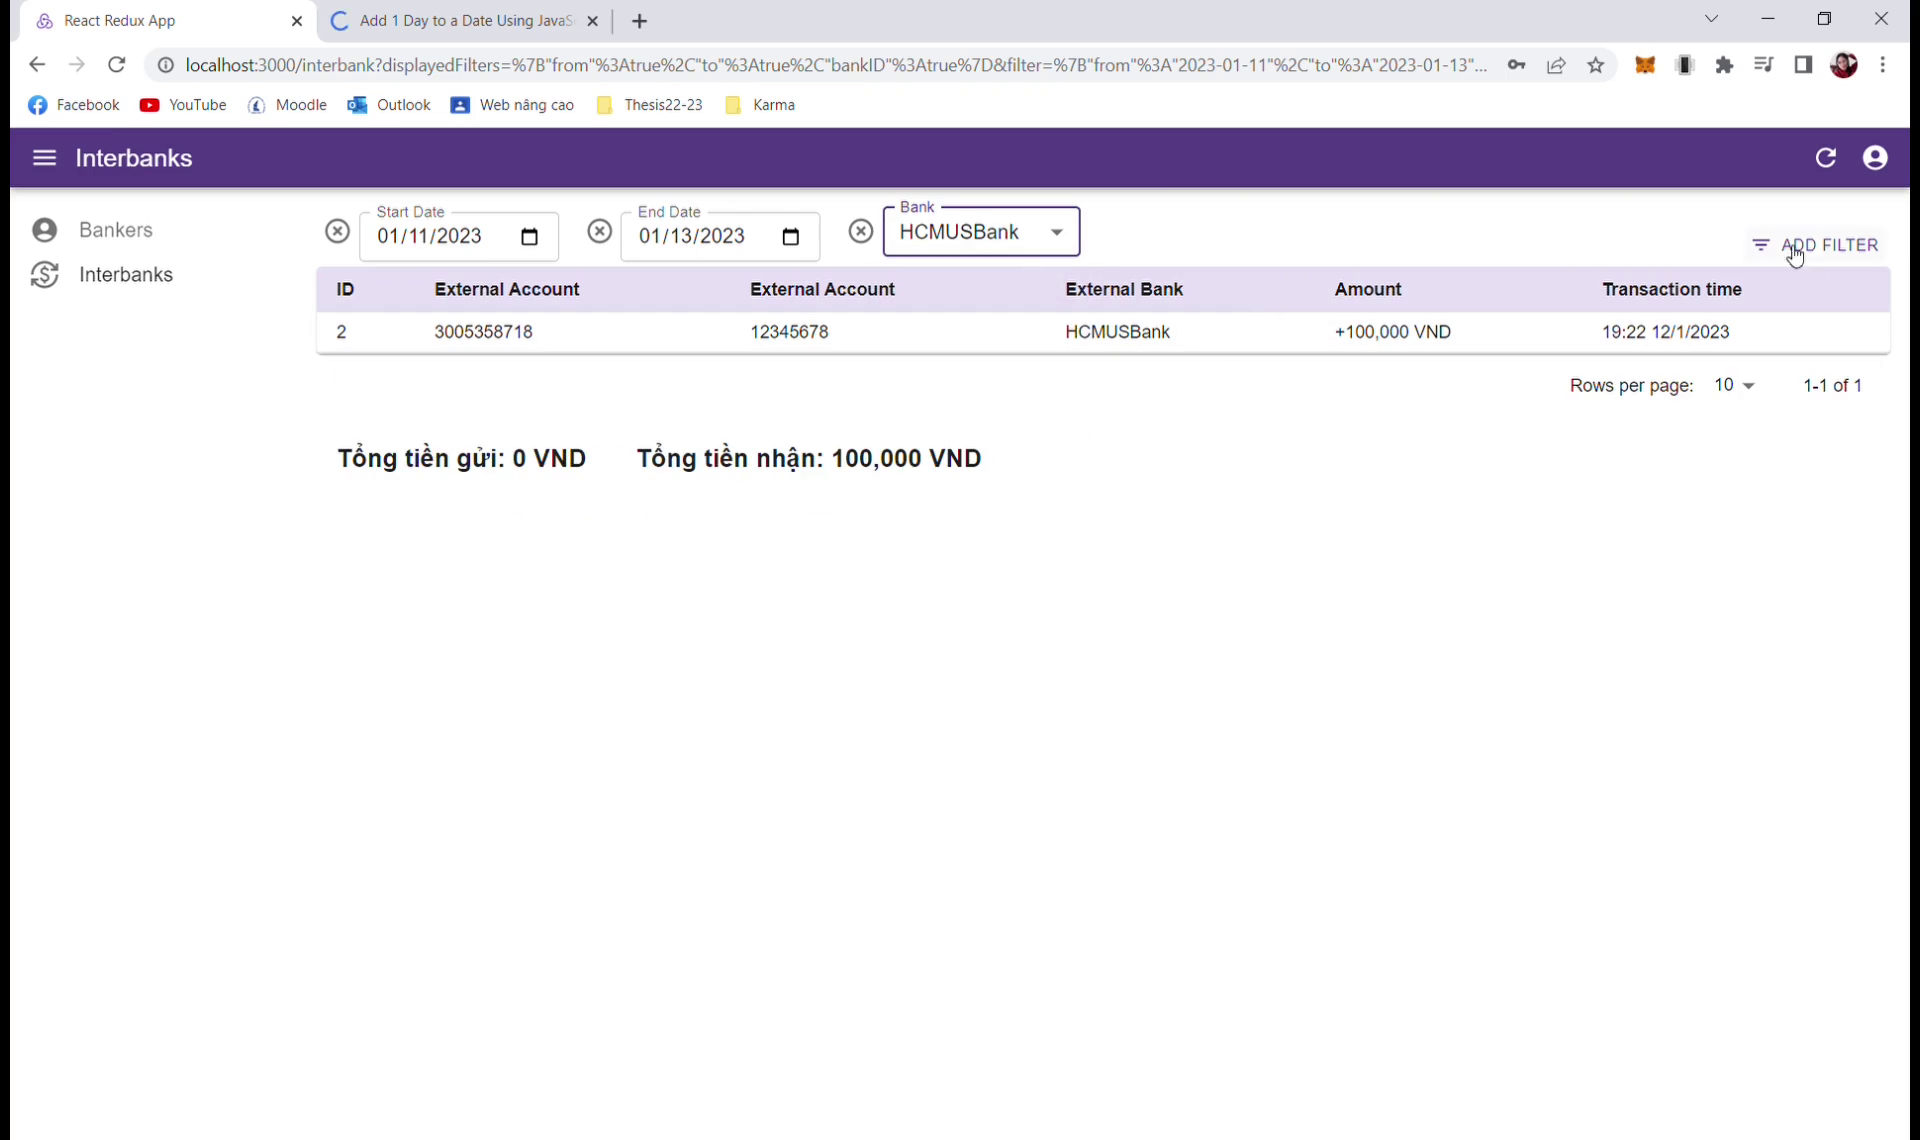 React Redux App
Add 1 Day to a Date Using JavaS
localhost:3000/interbank?displayedFilters=%7B"from"%3Atrue%2C"to"%3Atrue%2C"bankID"%3Atrue%7D&filter=%7B"from"%3A"2023-01-11"%2C"to"%3A"2023-01-13"...
Facebook YouTube Moodle Outlook Web nâng cao Thesis22-23 Karma
Interbanks
Bankers
Interbanks
Start Date
01/11/2023
End Date
01/13/2023
Bank
HCMUSBank
ADD FILTER
ID External Account External Account External Bank Amount Transaction time
2 3005358718 12345678 HCMUSBank +100,000 VND 19:22 12/1/2023
Rows per page: 10 1-1 of 1
Tổng tiền gửi: 0 VND Tổng tiền nhận: 100,000 VND